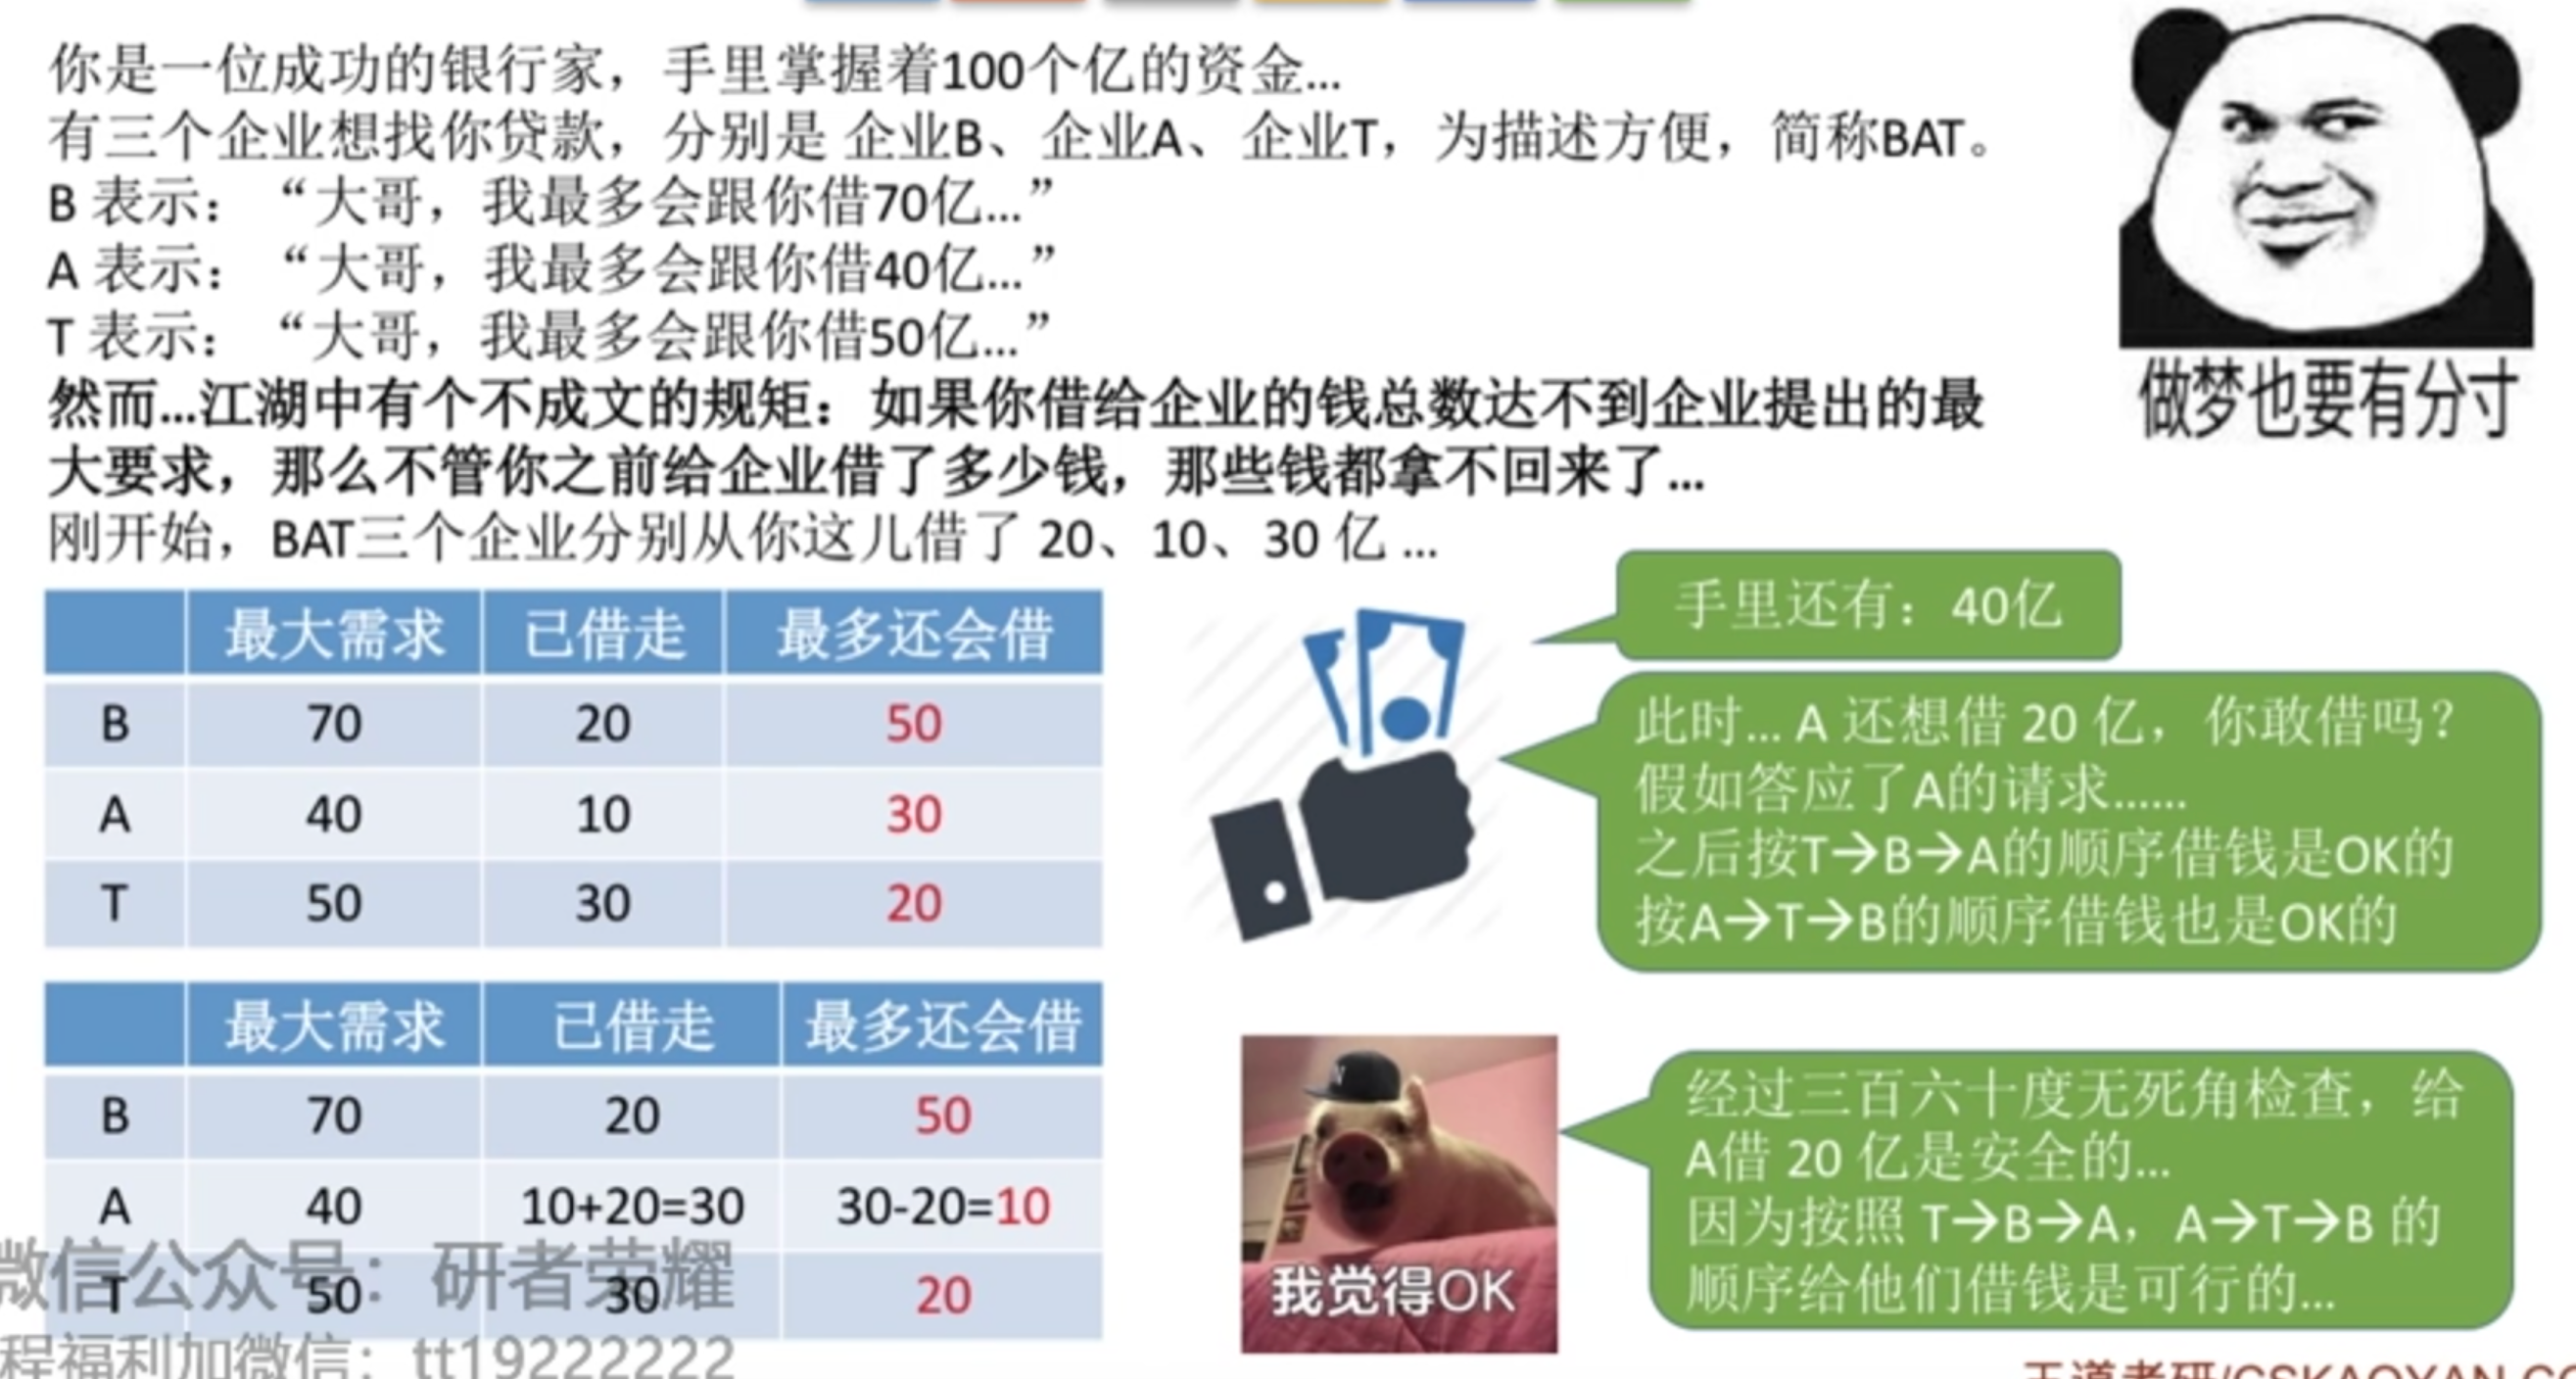 你是一位成功的银行家，手里掌握着100个亿的资金...
有三个企业想找你贷款，分别是 企业B、企业A、企业T，为描述方便，简称BAT。
B 表示：“大哥，我最多会跟你借70亿...”
A 表示：“大哥，我最多会跟你借40亿...”
T 表示：“大哥，我最多会跟你借50亿...”
然而...江湖中有个不成文的规矩：如果你借给企业的钱总数达不到企业提出的最
大要求，那么不管你之前给企业借了多少钱，那些钱都拿不回来了...
刚开始，BAT三个企业分别从你这儿借了 20、10、30 亿 ...
做梦也要有分寸
最大需求 已借走 最多还会借
B 70 20 50
A 40 10 30
T 50 30 20
手里还有：40亿
此时... A 还想借 20 亿，你敢借吗？
假如答应了A的请求......
之后按T→B→A的顺序借钱是OK的
按A→T→B的顺序借钱也是OK的
最大需求 已借走 最多还会借
B 70 20 50
A 40 10+20=30 30-20=10
T 50 30 20
我觉得OK
经过三百六十度无死角检查，给
A借 20 亿是安全的...
因为按照 T→B→A，A→T→B 的
顺序给他们借钱是可行的...
微信公众号：研者荣耀
程福利加微信：tt19222222
王道考研/CSKAOYAN.CO